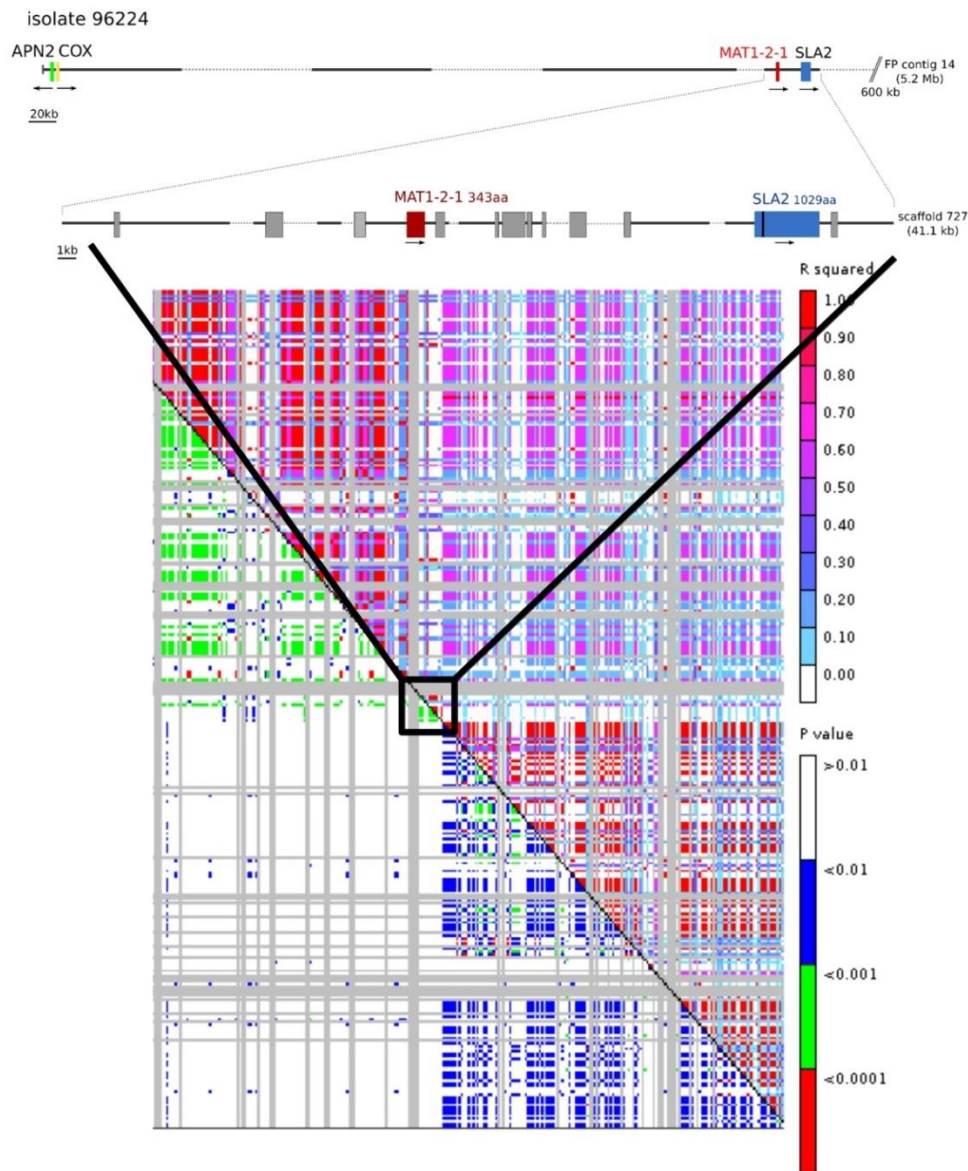 isolate 96224
APN2 COX
MAT1-2-1 SLA2
FP contig 14
(5.2 Mb)
600 kb
20kb
MAT1-2-1 343aa
SLA2 1029aa
scaffold 727
(41.1 kb)
1kb
R squared
1.00
0.90
0.80
0.70
0.60
0.50
0.40
0.30
0.20
0.10
0.00
P value
>0.01
<0.01
<0.001
<0.0001